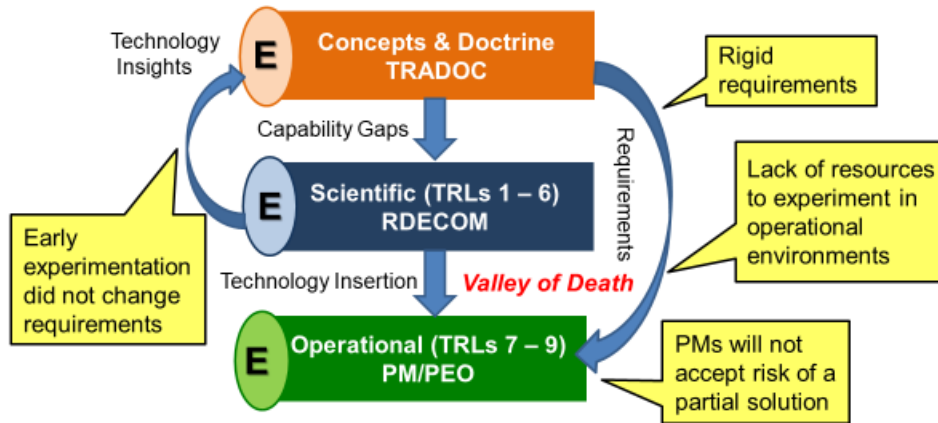 Technology
Insights
E
Concepts & Doctrine
TRADOC
Rigid
requirements
Capability Gaps
Requirements
E
Scientific (TRLs 1 – 6)
RDECOM
Lack of resources
to experiment in
operational
environments
Early
experimentation
did not change
requirements
Technology Insertion
Valley of Death
E
Operational (TRLs 7 – 9)
PM/PEO
PMs will not
accept risk of a
partial solution